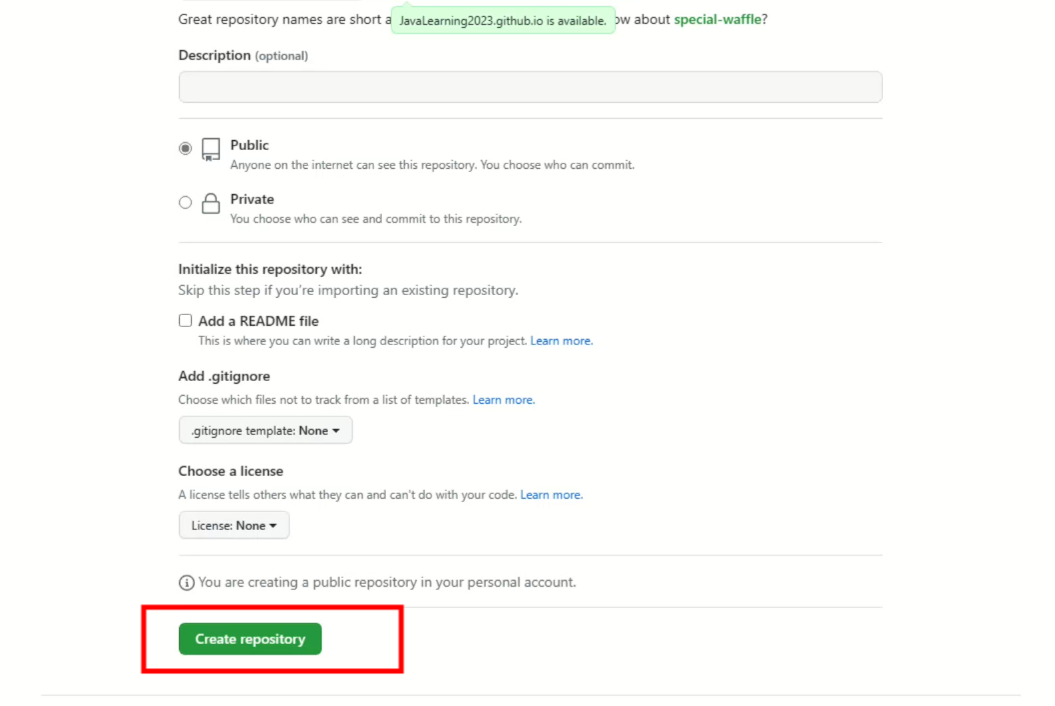 Great repository names are short a
JavaLearning2023.github.io is available.
ow about special-waffle?
Description (optional)
Public
Anyone on the internet can see this repository. You choose who can commit.
Private
You choose who can see and commit to this repository.
Initialize this repository with:
Skip this step if you're importing an existing repository.
Add a README file
This is where you can write a long description for your project. Learn more.
Add .gitignore
Choose which files not to track from a list of templates. Learn more.
.gitignore template: None
Choose a license
A license tells others what they can and can't do with your code. Learn more.
License: None
You are creating a public repository in your personal account.
Create repository